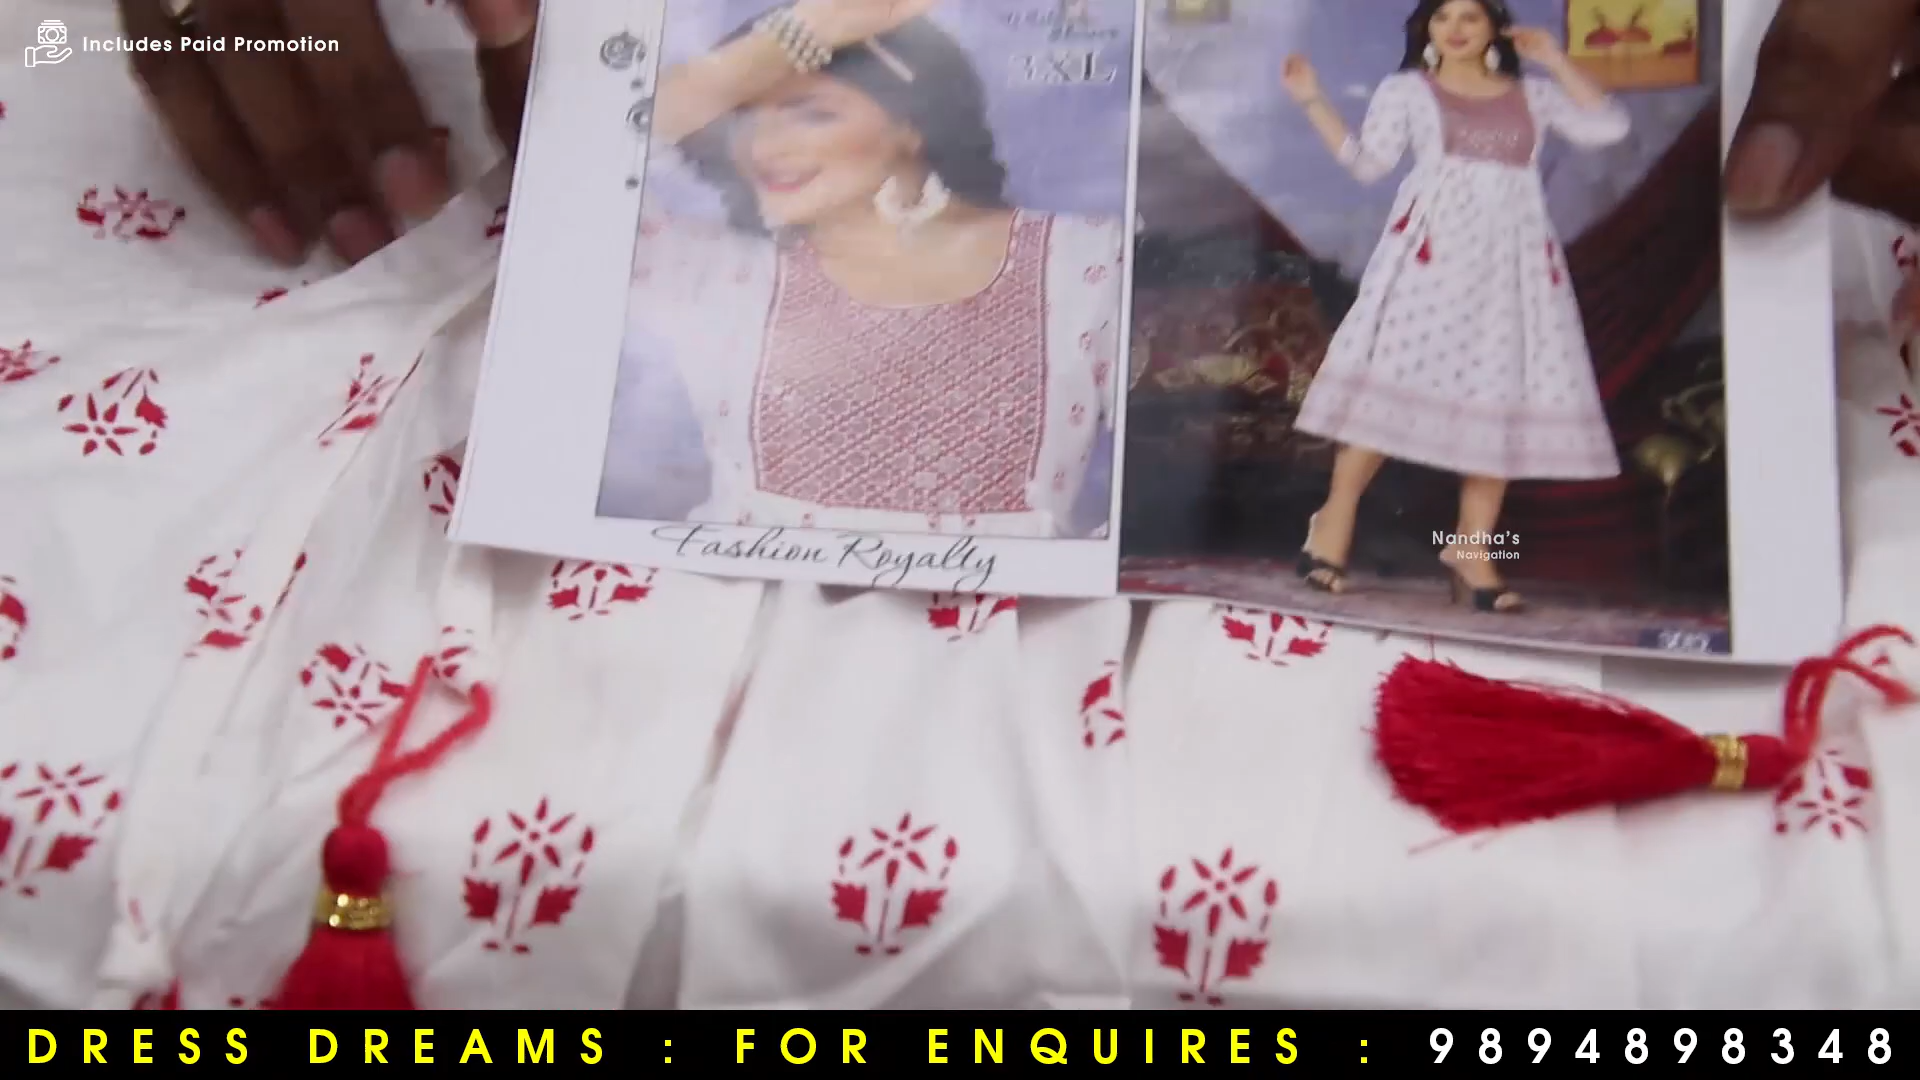 Includes Paid Promotion
3XL
Fashion Royalty
Nandha's
Navigation
DRESS DREAMS : FOR ENQUIRES : 9894898348